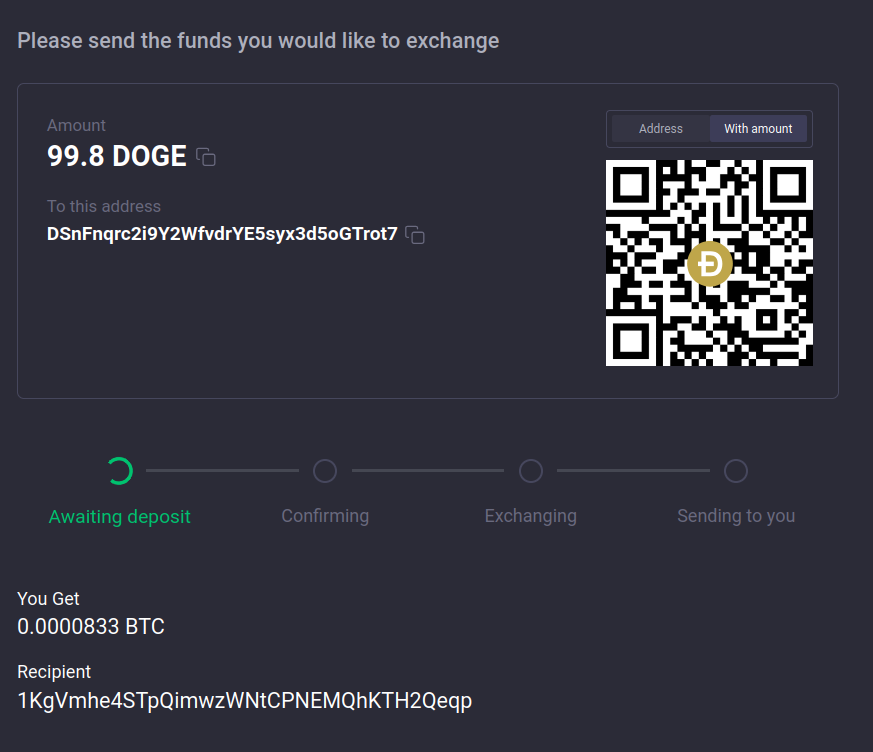 Please send the funds you would like to exchange
Amount
99.8 DOGE
To this address
DSnFnqrc2i9Y2WfvdrYE5syx3d5oGTrot7
Address
With amount
Awaiting deposit
Confirming
Exchanging
Sending to you
You Get
0.0000833 BTC
Recipient
1KgVmhe4STpQimwzWNtCPNEMQhKTH2Qeqp